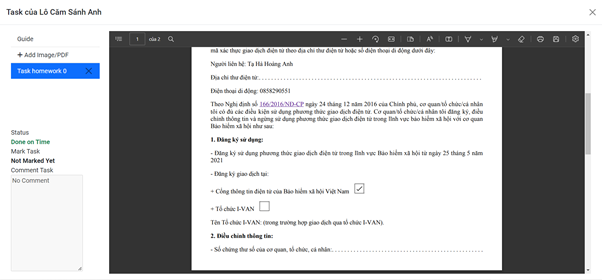 Task của Lò Cẩm Sánh Anh
Guide
+ Add Image/PDF
Task homework 0
Status
Done on Time
Mark Task
Not Marked Yet
Comment Task
No Comment
1 của 2
mã xác thực giao dịch điện tử theo địa chỉ thư điện tử hoặc số điện thoại di động dưới đây:
Người liên hệ: Tạ Hà Hoàng Anh
Địa chỉ thư điện tử:
Điện thoại di động: 0858290551
Theo Nghị định số 166/2016/NĐ-CP ngày 24 tháng 12 năm 2016 của Chính phủ, cơ quan/tổ chức/cá nhân
tôi có đủ các điều kiện sử dụng phương thức giao dịch điện tử. Cơ quan/tổ chức/cá nhân tôi đăng ký, điều
chỉnh thông tin và ngừng sử dụng phương thức giao dịch điện tử trong lĩnh vực bảo hiểm xã hội với cơ quan
Bảo hiểm xã hội như sau:
1. Đăng ký sử dụng:
- Đăng ký sử dụng phương thức giao dịch điện tử trong lĩnh vực Bảo hiểm xã hội từ ngày 25 tháng 5 năm
2021
- Đăng ký giao dịch tại:
+ Cổng thông tin điện tử của Bảo hiểm xã hội Việt Nam
+ Tổ chức I-VAN
Tên Tổ chức I-VAN: (trong trường hợp giao dịch qua tổ chức I-VAN).
2. Điều chỉnh thông tin:
- Số chứng thư số của cơ quan, tổ chức, cá nhân: